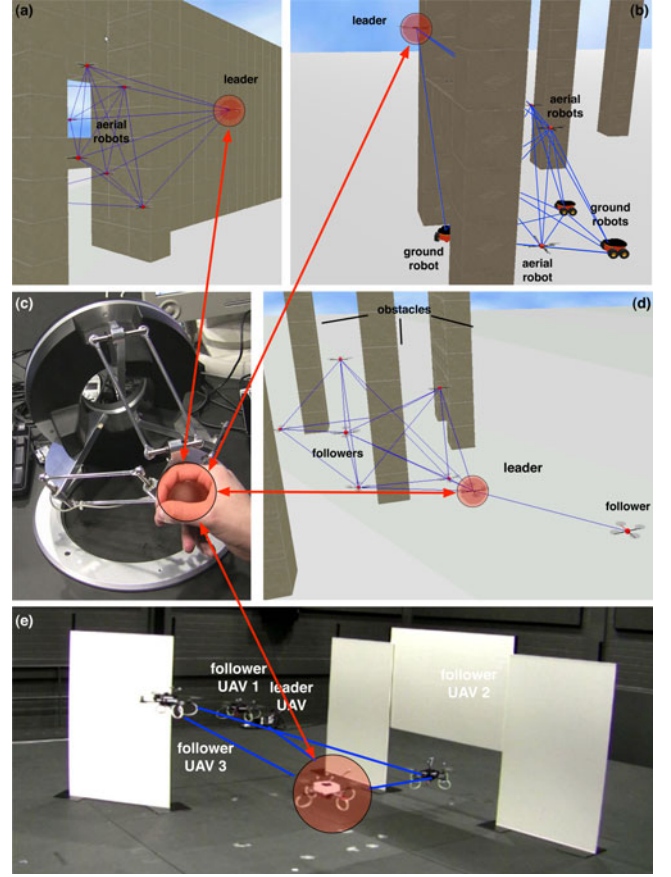 (a)
leader
aerial
robots
(b)
leader
aerial
robots
ground
robots
ground
robot
aerial
robot
(c)
(d)
obstacles
followers
leader
follower
(e)
follower
UAV 1
leader
UAV
follower
UAV 2
follower
UAV 3